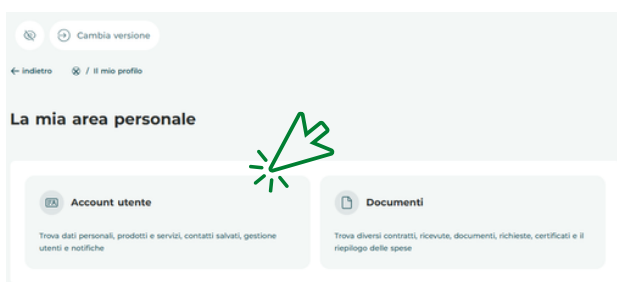 Cambia versione
← indietro / Il mio profilo
La mia area personale
Account utente
Trova dati personali, prodotti e servizi, contatti salvati, gestione
utenti e notifiche
Documenti
Trova diversi contratti, ricevute, documenti, richieste, certificati e il
riepilogo delle spese